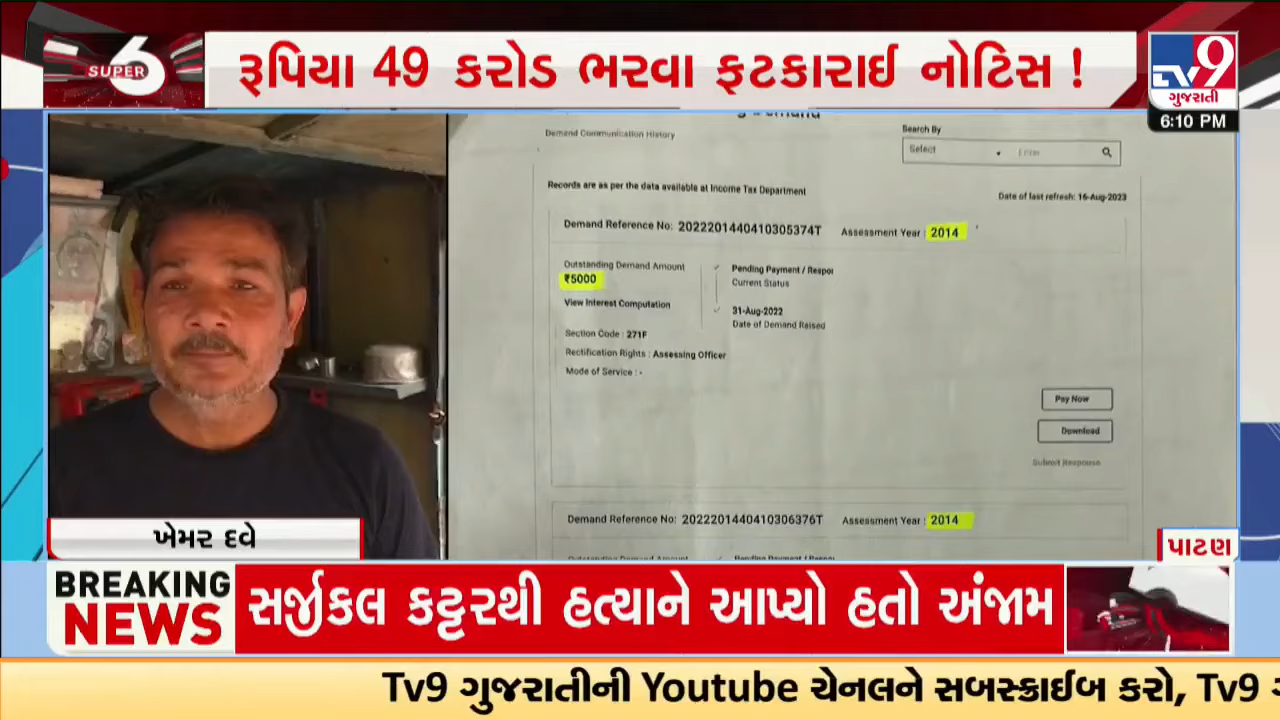 SUPER 6
રૂપિયા 49 કરોડ ભરવા ફટકારાઈ નોટિસ !
TV9
ગુજરાતી
6:10 PM
Demand Communication History
Search By
Select
Records are as per the data available at Income Tax Department
Date of last refresh: 16-Aug-2023
Demand Reference No: 2022201440410305374T Assessment Year : 2014
Outstanding Demand Amount
₹5000
Pending Payment / Respor
Current Status
View Interest Computation
31-Aug-2022
Date of Demand Raised
Section Code : 271F
Rectification Rights : Assessing Officer
Mode of Service : -
Pay Now
Download
Submit Response
Demand Reference No: 2022201440410306376T Assessment Year : 2014
ખેમર દવે
પાટણ
BREAKING NEWS
સર્જીકલ કટ્ટરથી હત્યાને આપ્યો હતો અંજામ
Tv9 ગુજરાતીની Youtube ચેનલને સબસ્ક્રાઈબ કરો, Tv9